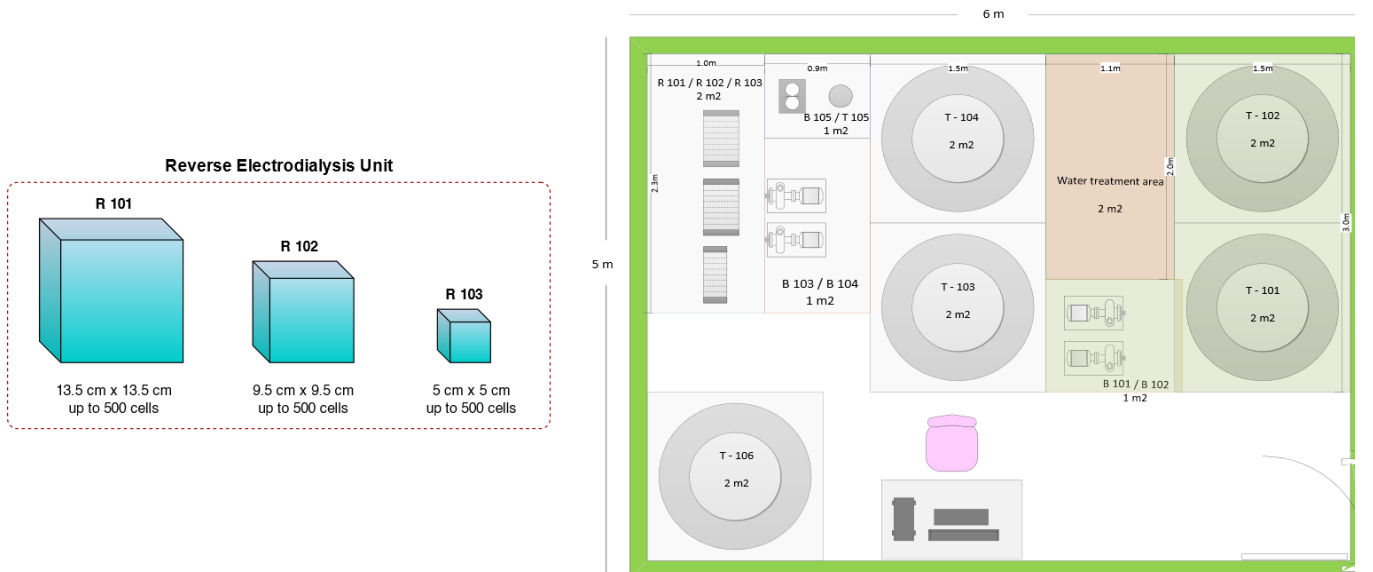 Reverse Electrodialysis Unit
R 101
R 102
R 103
13.5 cm x 13.5 cm
up to 500 cells
9.5 cm x 9.5 cm
up to 500 cells
5 cm x 5 cm
up to 500 cells
6 m
5 m
1.0m
0.9m
1.5m
1.1m
1.5m
R 101 / R 102 / R 103
2 m2
2.3m
B 105 / T 105
1 m2
B 103 / B 104
1 m2
T - 104
2 m2
T - 103
2 m2
Water treatment area
2 m2
2.0m
T - 102
2 m2
T - 101
2 m2
3.0m
B 101 / B 102
1 m2
T - 106
2 m2